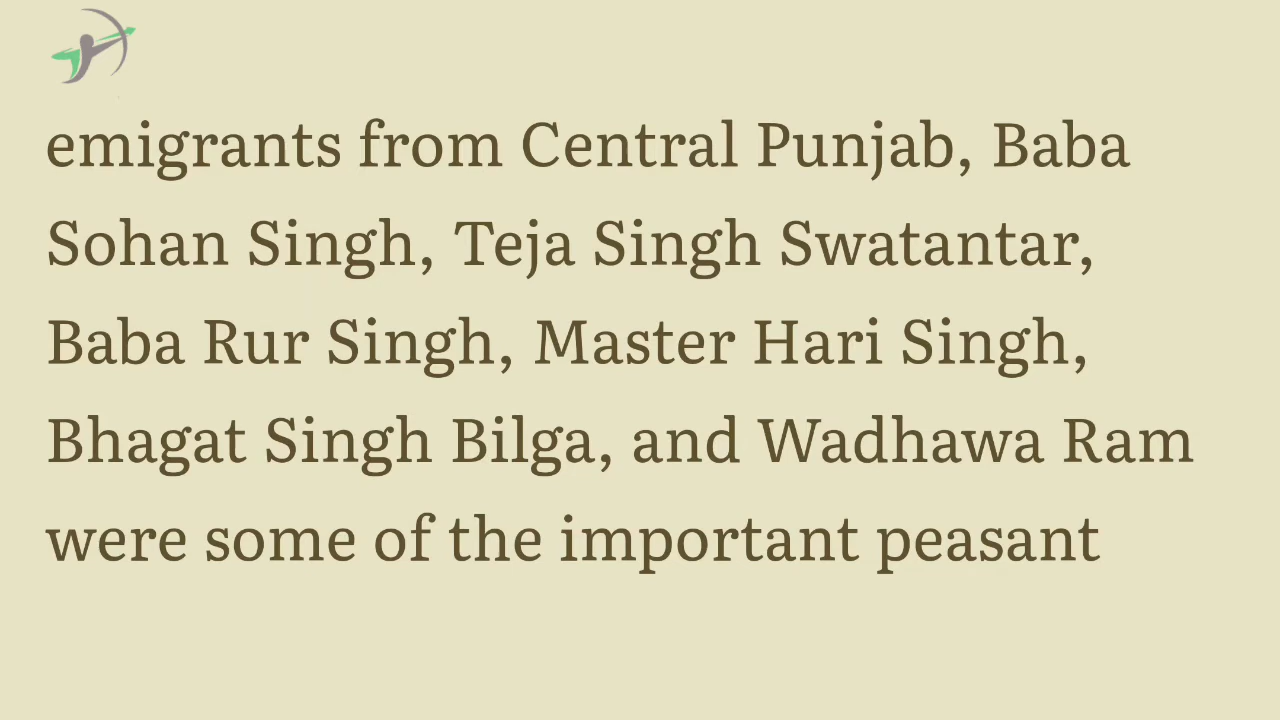 emigrants from Central Punjab, Baba
Sohan Singh, Teja Singh Swatantar,
Baba Rur Singh, Master Hari Singh,
Bhagat Singh Bilga, and Wadhawa Ram
were some of the important peasant